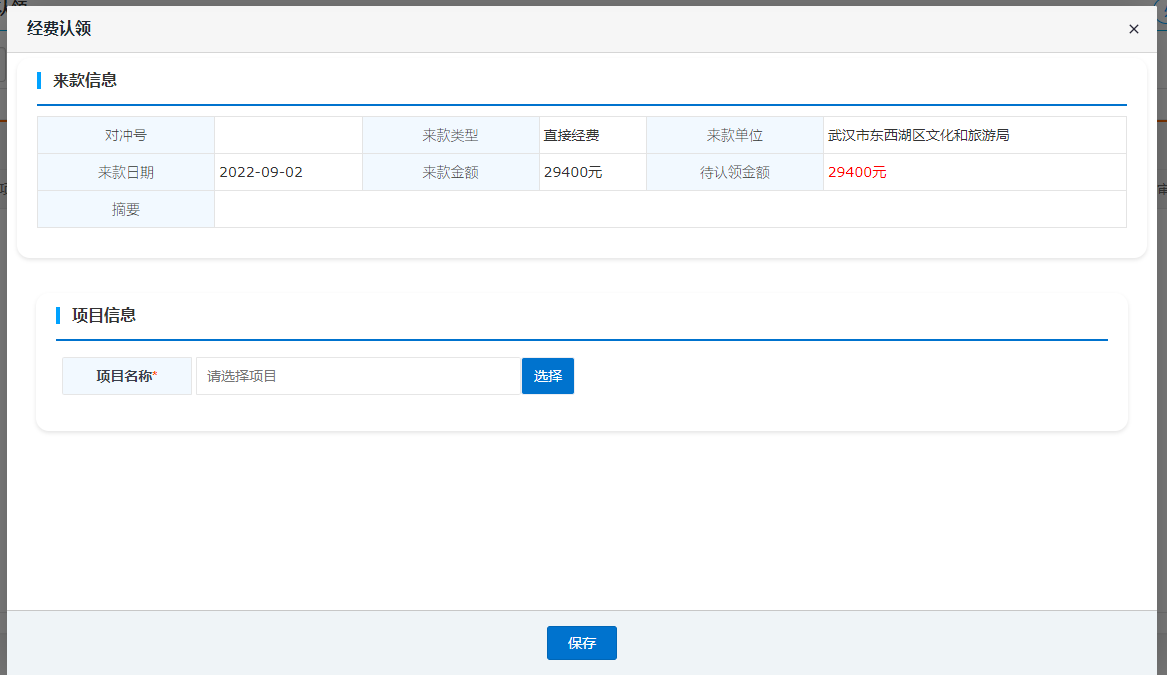 经费认领
×
来款信息
对冲号 来款类型 直接经费 来款单位 武汉市东西湖区文化和旅游局
来款日期 2022-09-02 来款金额 29400元 待认领金额 29400元
摘要
项目信息
项目名称* 请选择项目 选择
保存